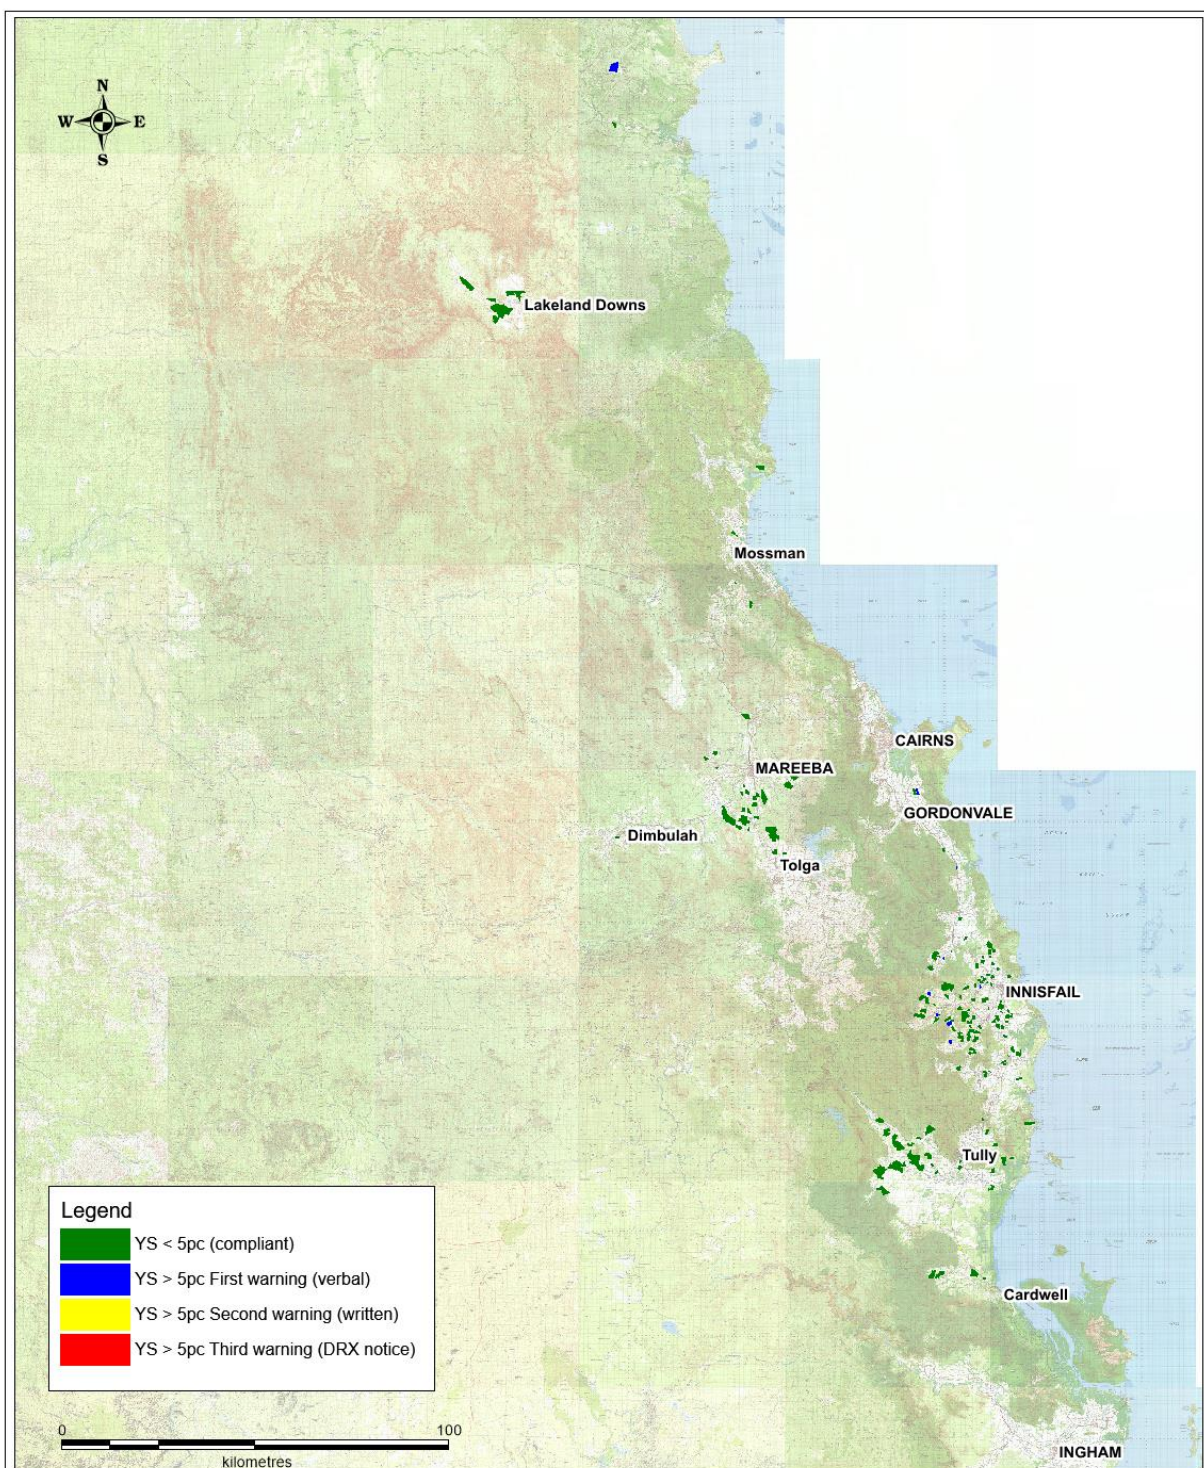 N
W E
S
Lakeland Downs
Mossman
CAIRNS
MAREEBA
GORDONVALE
Dimbulah
Tolga
INNISFAIL
Tully
Legend
YS < 5pc (compliant)
YS > 5pc First warning (verbal)
YS > 5pc Second warning (written)
YS > 5pc Third warning (DRX notice)
Cardwell
0 100
kilometres
INGHAM